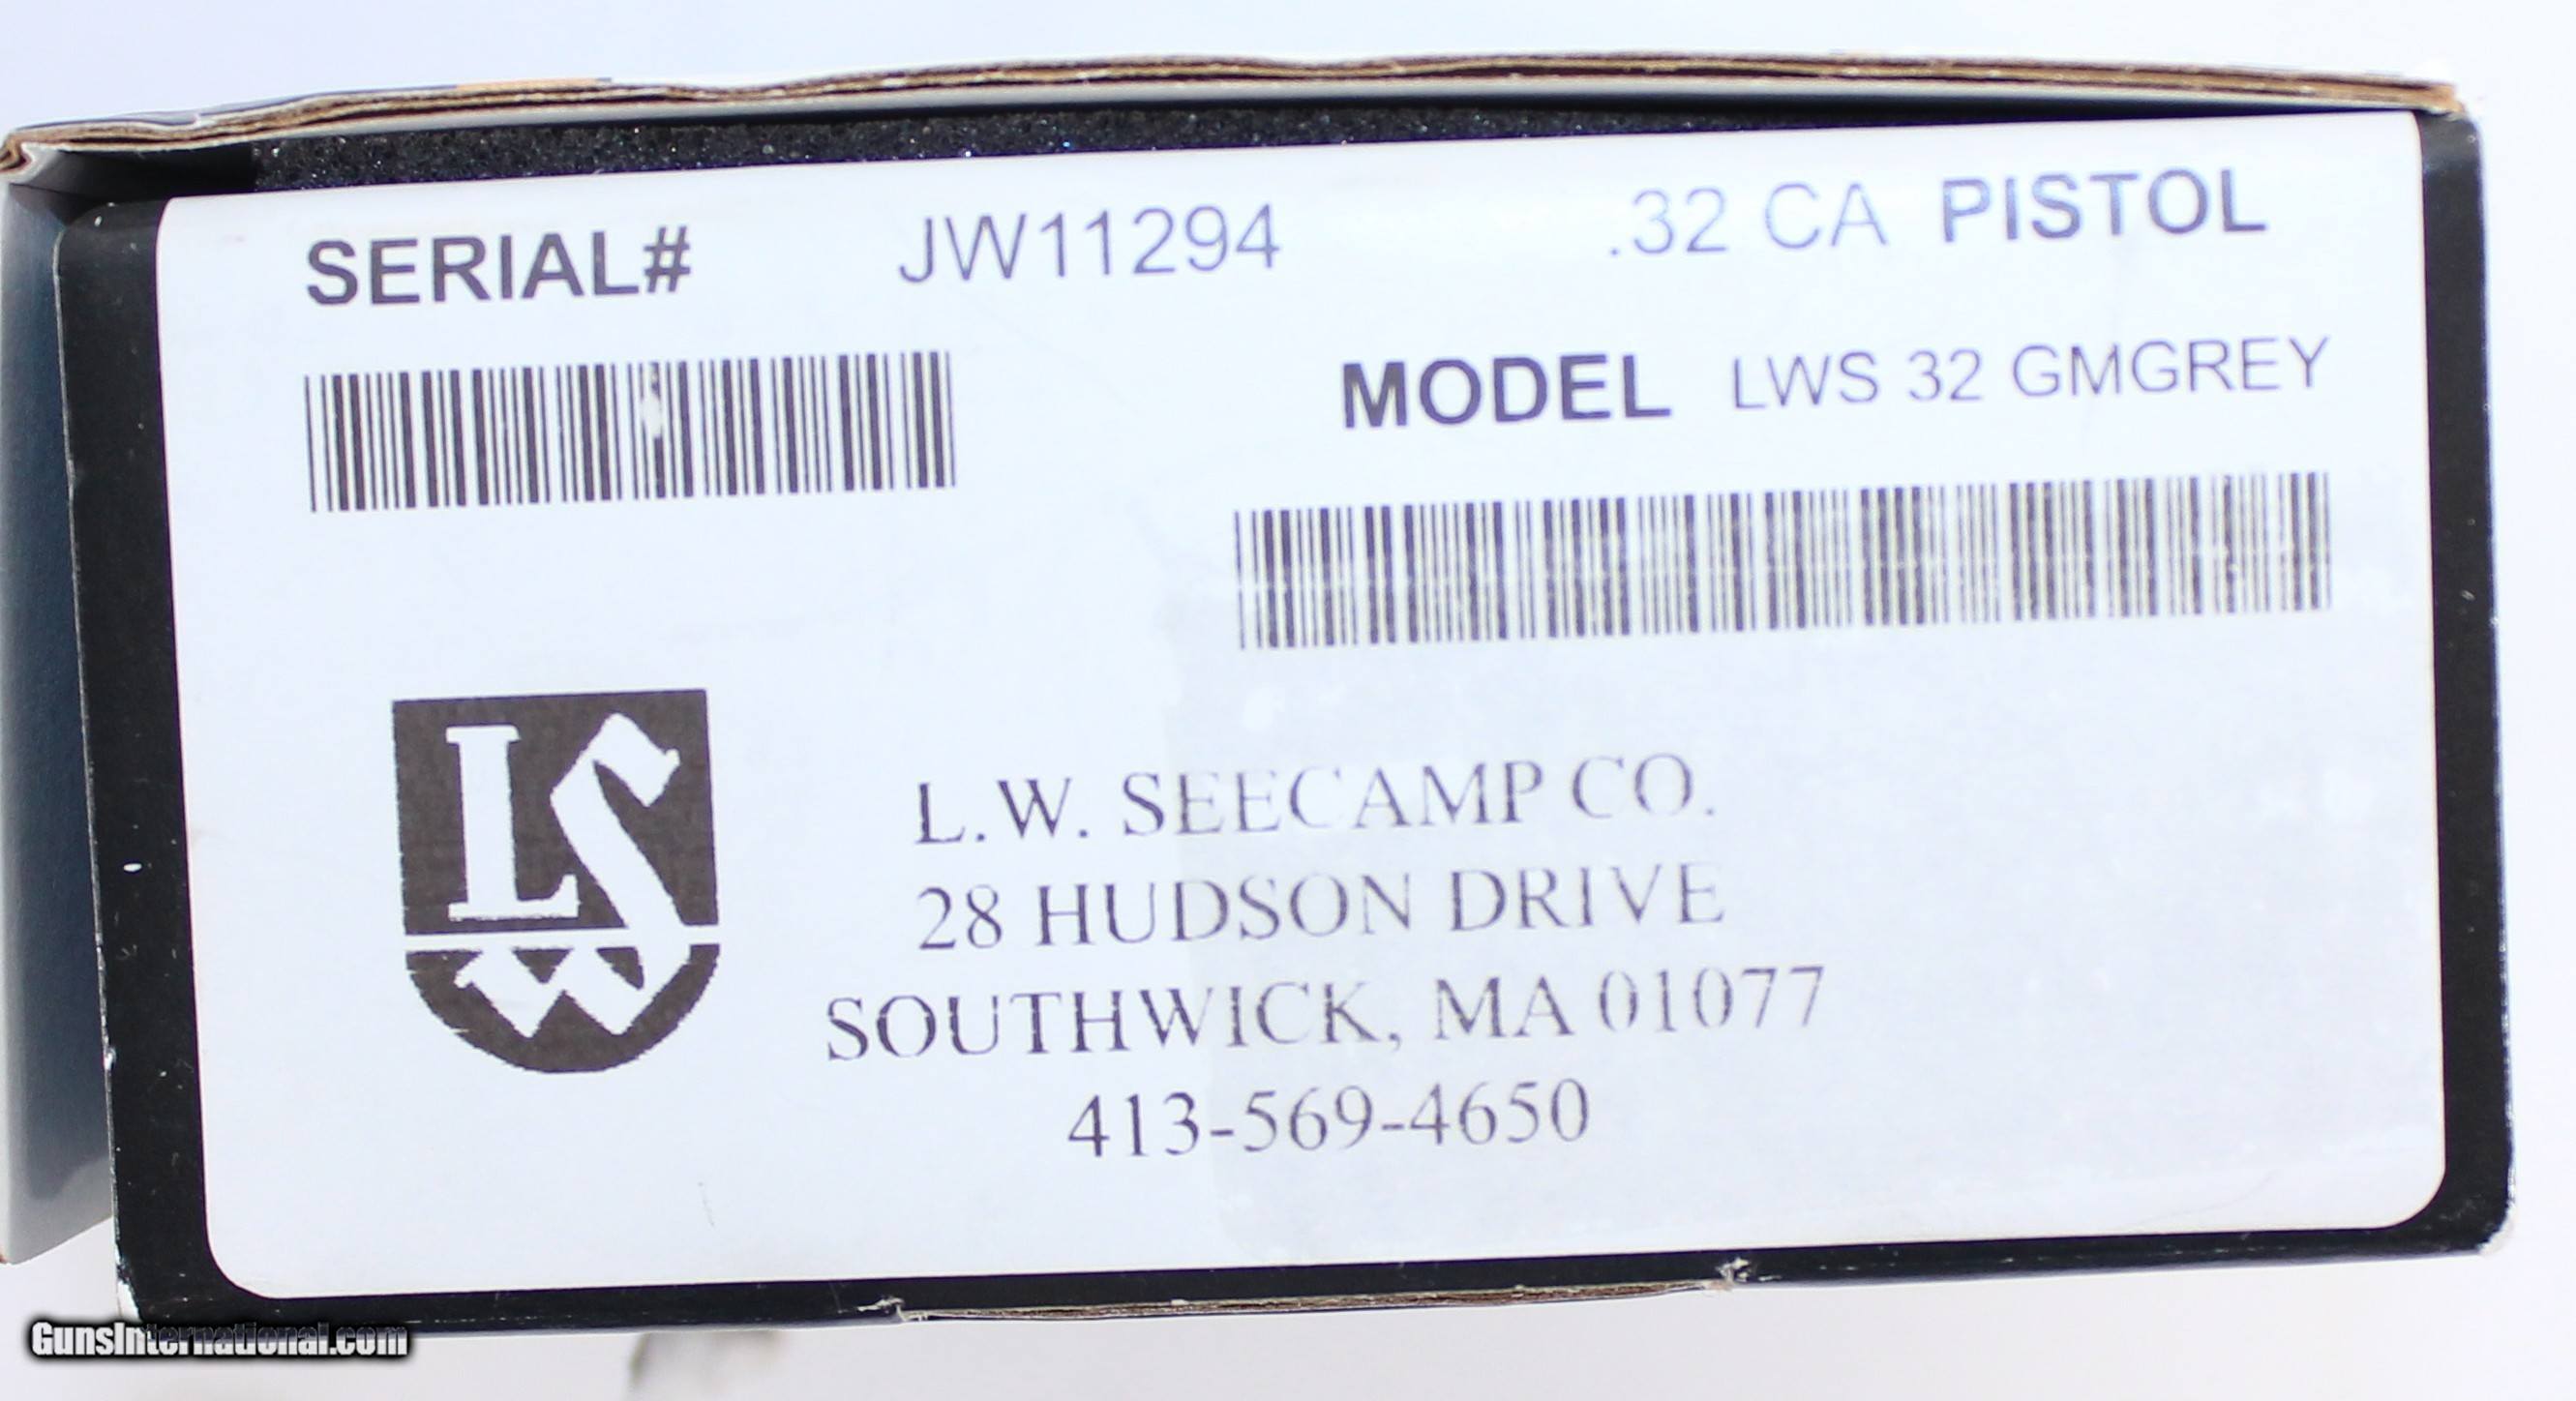 SERIAL# JW11294 .32 CA PISTOL
MODEL LWS 32 GMGREY
LSW
L.W. SEECAMP CO.
28 HUDSON DRIVE
SOUTHWICK, MA 01077
413-569-4650
GunsInternational.com